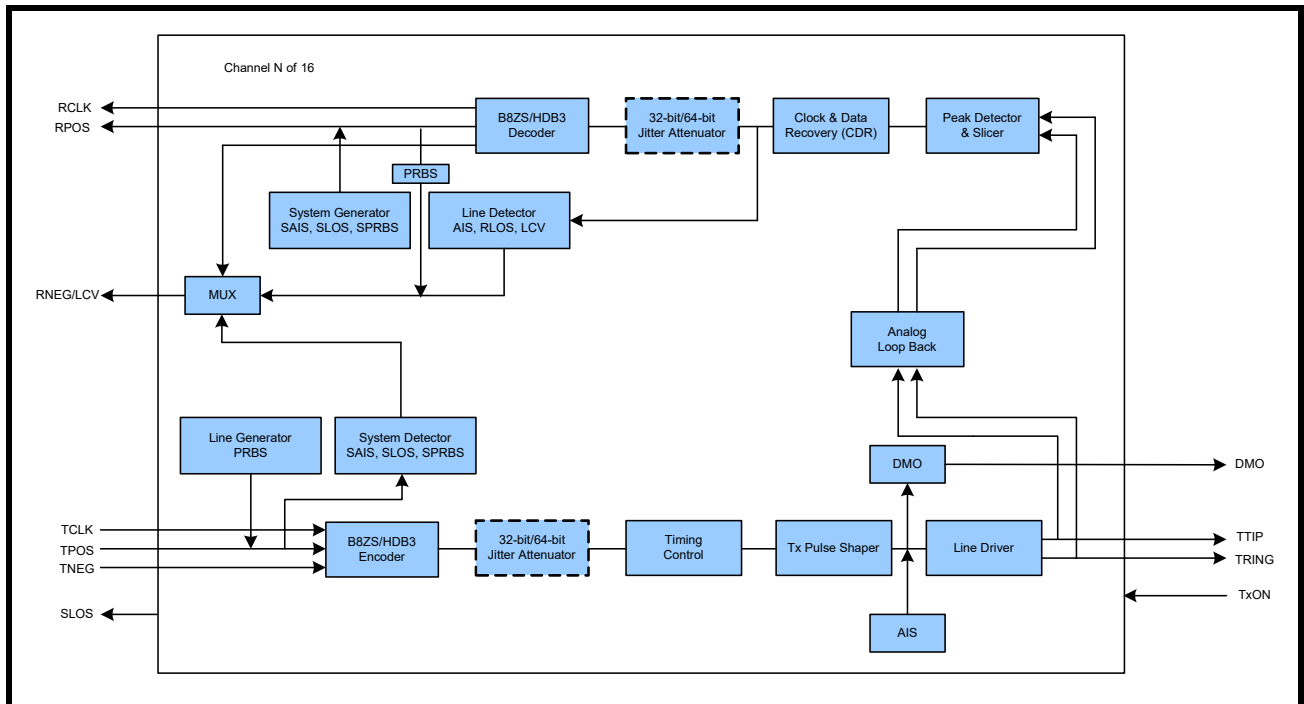 Channel N of 16
RCLK
RPOS
B8ZS/HDB3
Decoder
32-bit/64-bit
Jitter Attenuator
Clock & Data
Recovery (CDR)
Peak Detector
& Slicer
PRBS
System Generator
SAIS, SLOS, SPRBS
Line Detector
AIS, RLOS, LCV
RNEG/LCV
MUX
Analog
Loop Back
Line Generator
PRBS
System Detector
SAIS, SLOS, SPRBS
DMO
DMO
TCLK
TPOS
TNEG
B8ZS/HDB3
Encoder
32-bit/64-bit
Jitter Attenuator
Timing
Control
Tx Pulse Shaper
Line Driver
TTIP
TRING
TxON
SLOS
AIS